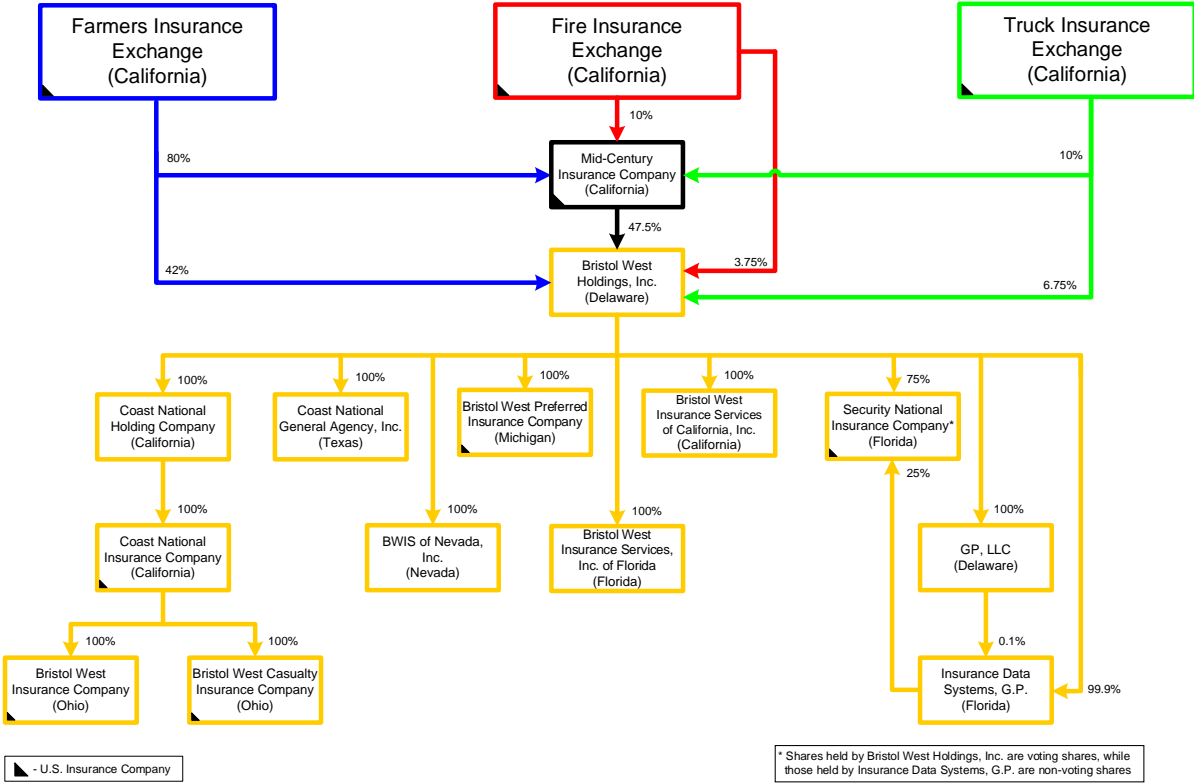 Farmers Insurance
Exchange
(California)
Fire Insurance
Exchange
(California)
Truck Insurance
Exchange
(California)
10%
80%
Mid-Century
Insurance Company
(California)
10%
47.5%
42%
Bristol West
Holdings, Inc.
(Delaware)
3.75%
6.75%
100%
100%
100%
100%
75%
Coast National
Holding Company
(California)
Coast National
General Agency, Inc.
(Texas)
Bristol West Preferred
Insurance Company
(Michigan)
Bristol West
Insurance Services
of California, Inc.
(California)
Security National
Insurance Company*
(Florida)
25%
100%
100%
100%
100%
Coast National
Insurance Company
(California)
BWIS of Nevada,
Inc.
(Nevada)
Bristol West
Insurance Services,
Inc. of Florida
(Florida)
GP, LLC
(Delaware)
100%
100%
0.1%
Bristol West
Insurance Company
(Ohio)
Bristol West Casualty
Insurance Company
(Ohio)
Insurance Data
Systems, G.P.
(Florida)
99.9%
- U.S. Insurance Company
* Shares held by Bristol West Holdings, Inc. are voting shares, while
those held by Insurance Data Systems, G.P. are non-voting shares